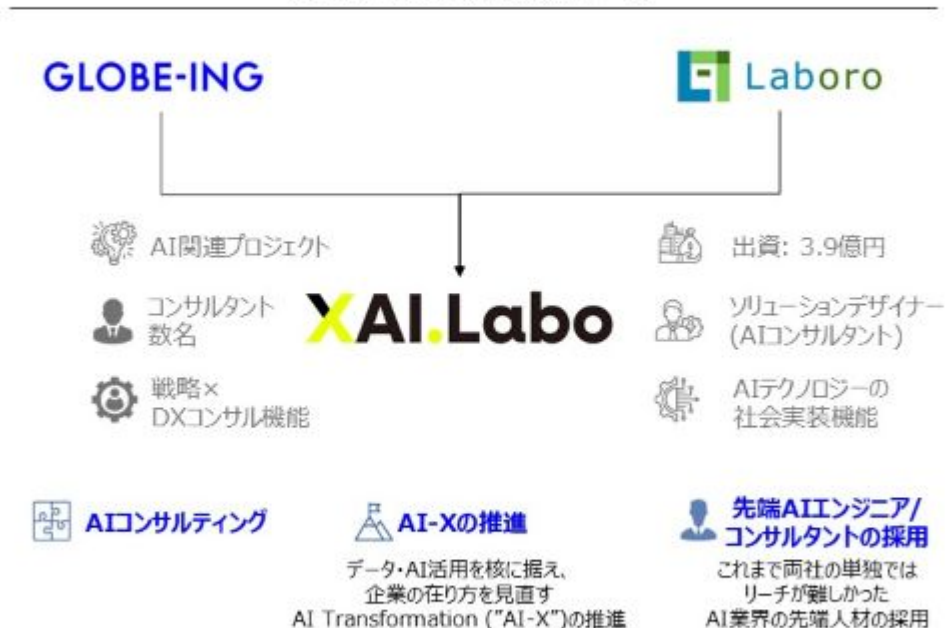 GLOBE-ING
Laboro
AI関連プロジェクト
コンサルタント
数名
戦略×
DXコンサル機能
XAI.Labo
出資: 3.9億円
ソリューションデザイナー
(AIコンサルタント)
AIテクノロジーの
社会実装機能
AIコンサルティング
AI-Xの推進
データ・AI活用を核に据え、
企業の在り方を見直す
AI Transformation ("AI-X")の推進
先端AIエンジニア/
コンサルタントの採用
これまで両社の単独では
リーチが難しかった
AI業界の先端人材の採用